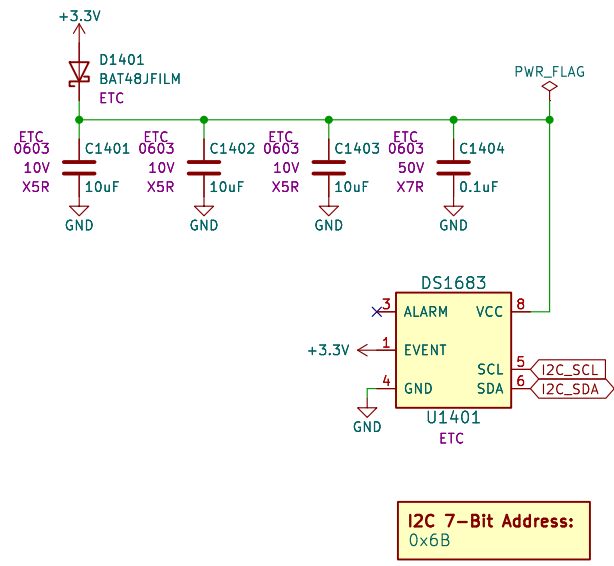 +3.3V
D1401
BAT48JFILM
ETC
PWR_FLAG
ETC
0603
10V
X5R
C1401
10uF
GND
ETC
0603
10V
X5R
C1402
10uF
GND
ETC
0603
10V
X5R
C1403
10uF
GND
ETC
0603
50V
X7R
C1404
0.1uF
GND
DS1683
3 ALARM
VCC 8
+3.3V
1 EVENT
SCL 5 I2C_SCL
4 GND
SDA 6 I2C_SDA
GND
U1401
ETC
I2C 7-Bit Address:
0x6B